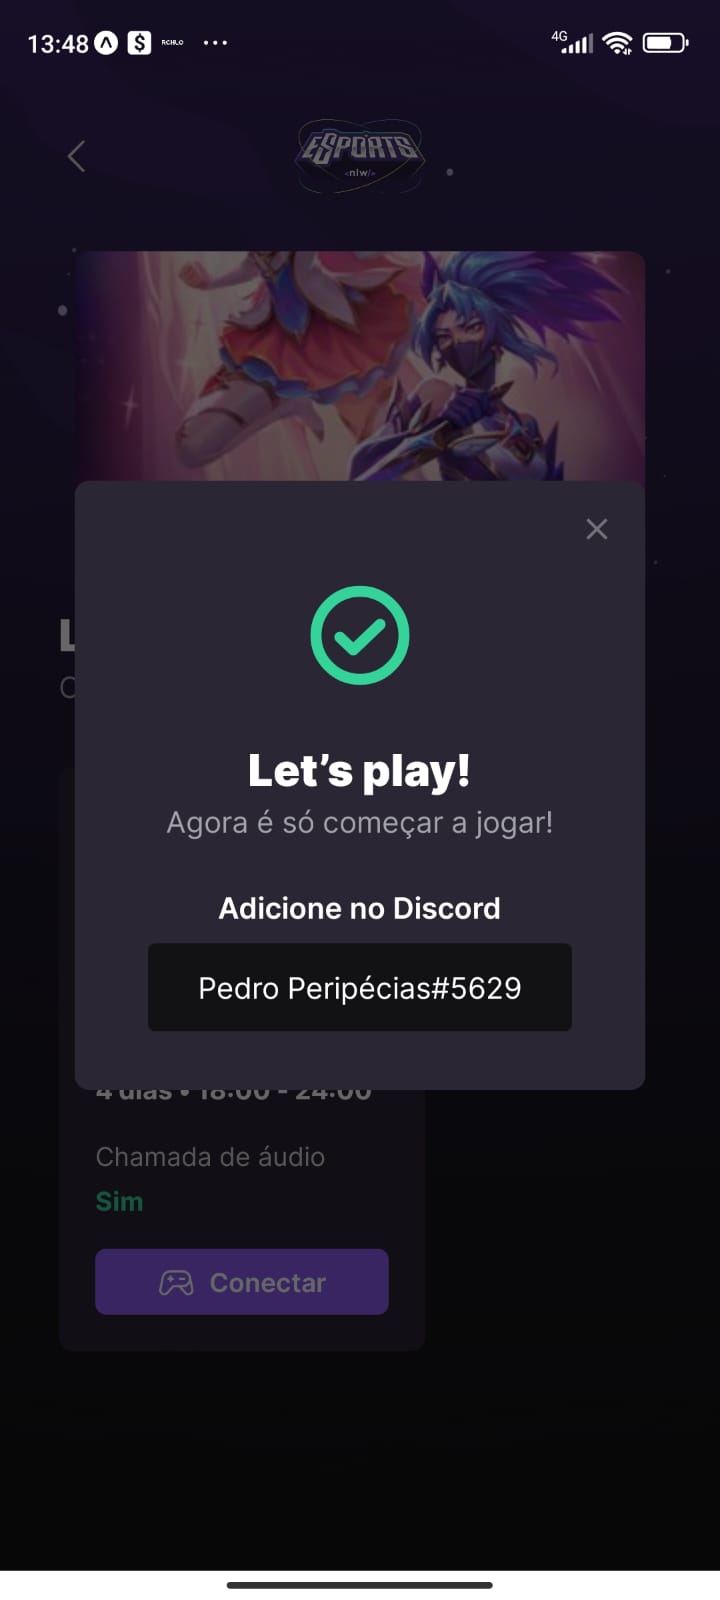 13:48
RCHLO
4G
ESPORTS
<nlw/>
L
Let's play!
Agora é só começar a jogar!
Adicione no Discord
Pedro Peripécias#5629
4 dias • 18:00 - 24:00
Chamada de áudio
Sim
Conectar